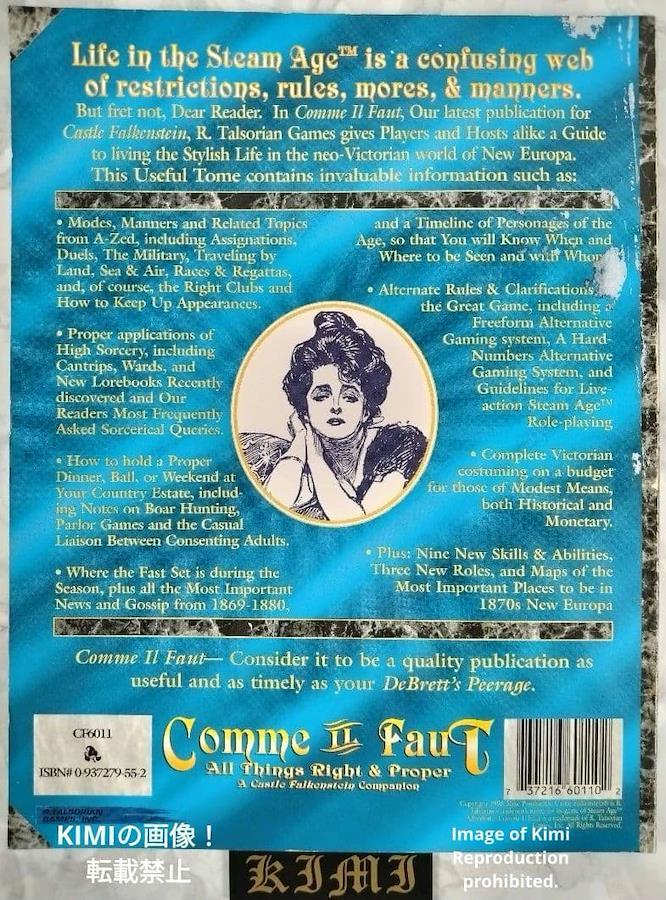 Life in the Steam Age™ is a confusing web
of restrictions, rules, mores, & manners.
But fret not, Dear Reader. In Comme Il Faut, Our latest publication for
Castle Falkenstein, R. Talsorian Games gives Players and Hosts alike a Guide
to living the Stylish Life in the neo-Victorian world of New Europa.
This Useful Tome contains invaluable information such as:
• Modes, Manners and Related Topics
from A-Zed, including Assignations,
Duels, The Military, Traveling by
Land, Sea & Air, Races & Regattas,
and, of course, the Right Clubs and
How to Keep Up Appearances.
• Proper applications of
High Sorcery, including
Cantrips, Wards, and
New Lorebooks Recently
discovered and Our
Readers Most Frequently
Asked Sorcerical Queries.
• How to hold a Proper
Dinner, Ball, or Weekend at
Your Country Estate, includ-
ing Notes on Boar Hunting,
Parlor Games and the Casual
Liaison Between Consenting Adults.
• Where the Fast Set is during the
Season, plus all the Most Important
News and Gossip from 1869-1880,
and a Timeline of Personages of the
Age, so that You will Know When and
Where to be Seen and with Whom
• Alternate Rules & Clarifications
the Great Game, including a
Freeform Alternative
Gaming system, A Hard-
Numbers Alternative
Gaming System, and
Guidelines for Live-
action Steam Age™
Role-playing
• Complete Victorian
costuming on a budget
for those of Modest Means,
both Historical and
Monetary.
• Plus: Nine New Skills & Abilities,
Three New Roles, and Maps of the
Most Important Places to be in
1870s New Europa
Comme Il Faut— Consider it to be a quality publication as
useful and as timely as your DeBrett's Peerage.
CF6011
ISBN# 0-937279-55-2
Comme Il Faut
All Things Right & Proper
A Castle Falkenstein Companion
7 37216 60110 2
R.TALSORIAN
GAMES, INC.
KIMIの画像！
転載禁止
KIMI
Image of Kimi
Reproduction
prohibited.